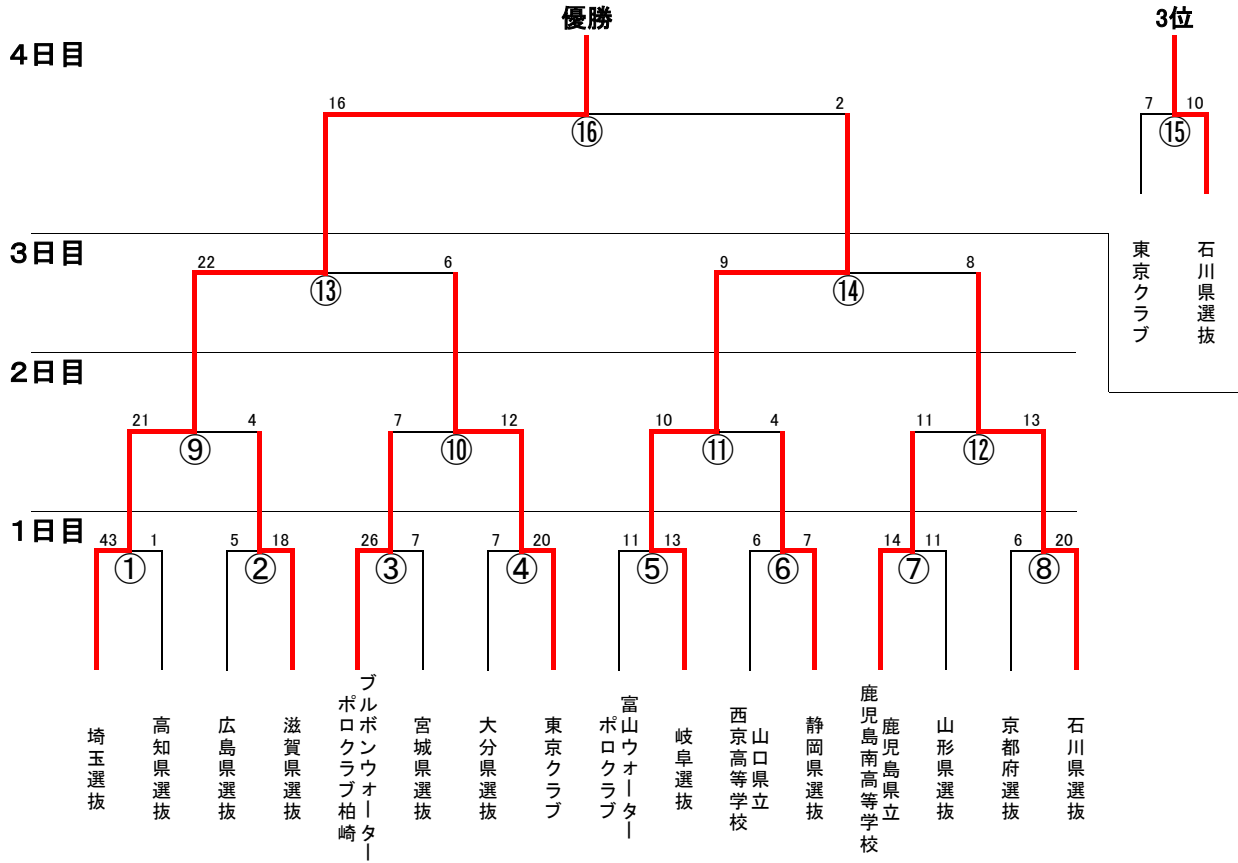 優勝
3位
4日目
16
2
⑯
7
10
⑮
東京クラブ
石川県選抜
3日目
22
6
⑬
9
8
⑭
2日目
21
4
⑨
7
12
⑩
10
4
⑪
11
13
⑫
1日目
43
1
①
5
18
②
26
7
③
7
20
④
11
13
⑤
6
7
⑥
14
11
⑦
6
20
⑧
埼玉選抜
高知県選抜
広島県選抜
滋賀県選抜
ブルボンウォーター
ポロクラブ柏崎
宮城県選抜
大分県選抜
東京クラブ
富山ウォーター
ポロクラブ
岐阜選抜
山口県立
西京高等学校
静岡県選抜
鹿児島県立
鹿児島南高等学校
山形県選抜
京都府選抜
石川県選抜